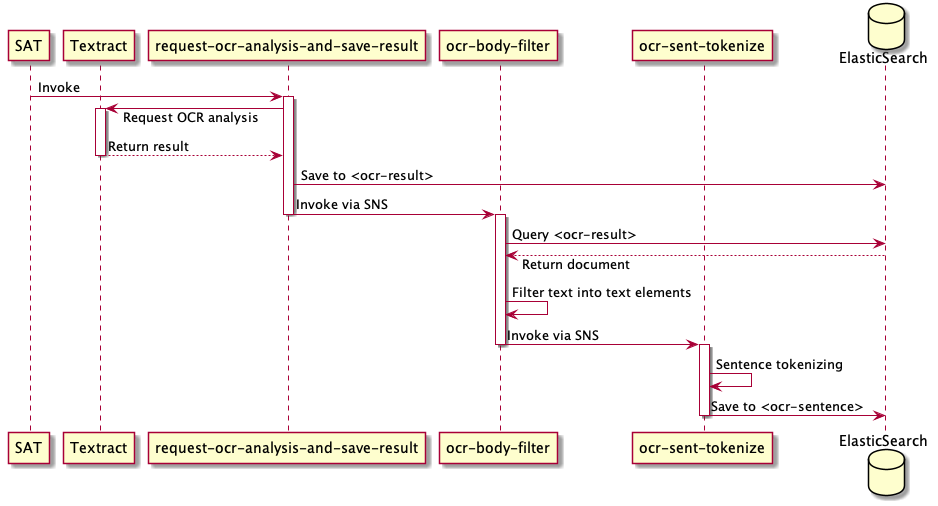 SAT
Textract
request-ocr-analysis-and-save-result
ocr-body-filter
ocr-sent-tokenize
ElasticSearch
Invoke
Request OCR analysis
Return result
Save to <ocr-result>
Invoke via SNS
Query <ocr-result>
Return document
Filter text into text elements
Invoke via SNS
Sentence tokenizing
Save to <ocr-sentence>
SAT
Textract
request-ocr-analysis-and-save-result
ocr-body-filter
ocr-sent-tokenize
ElasticSearch